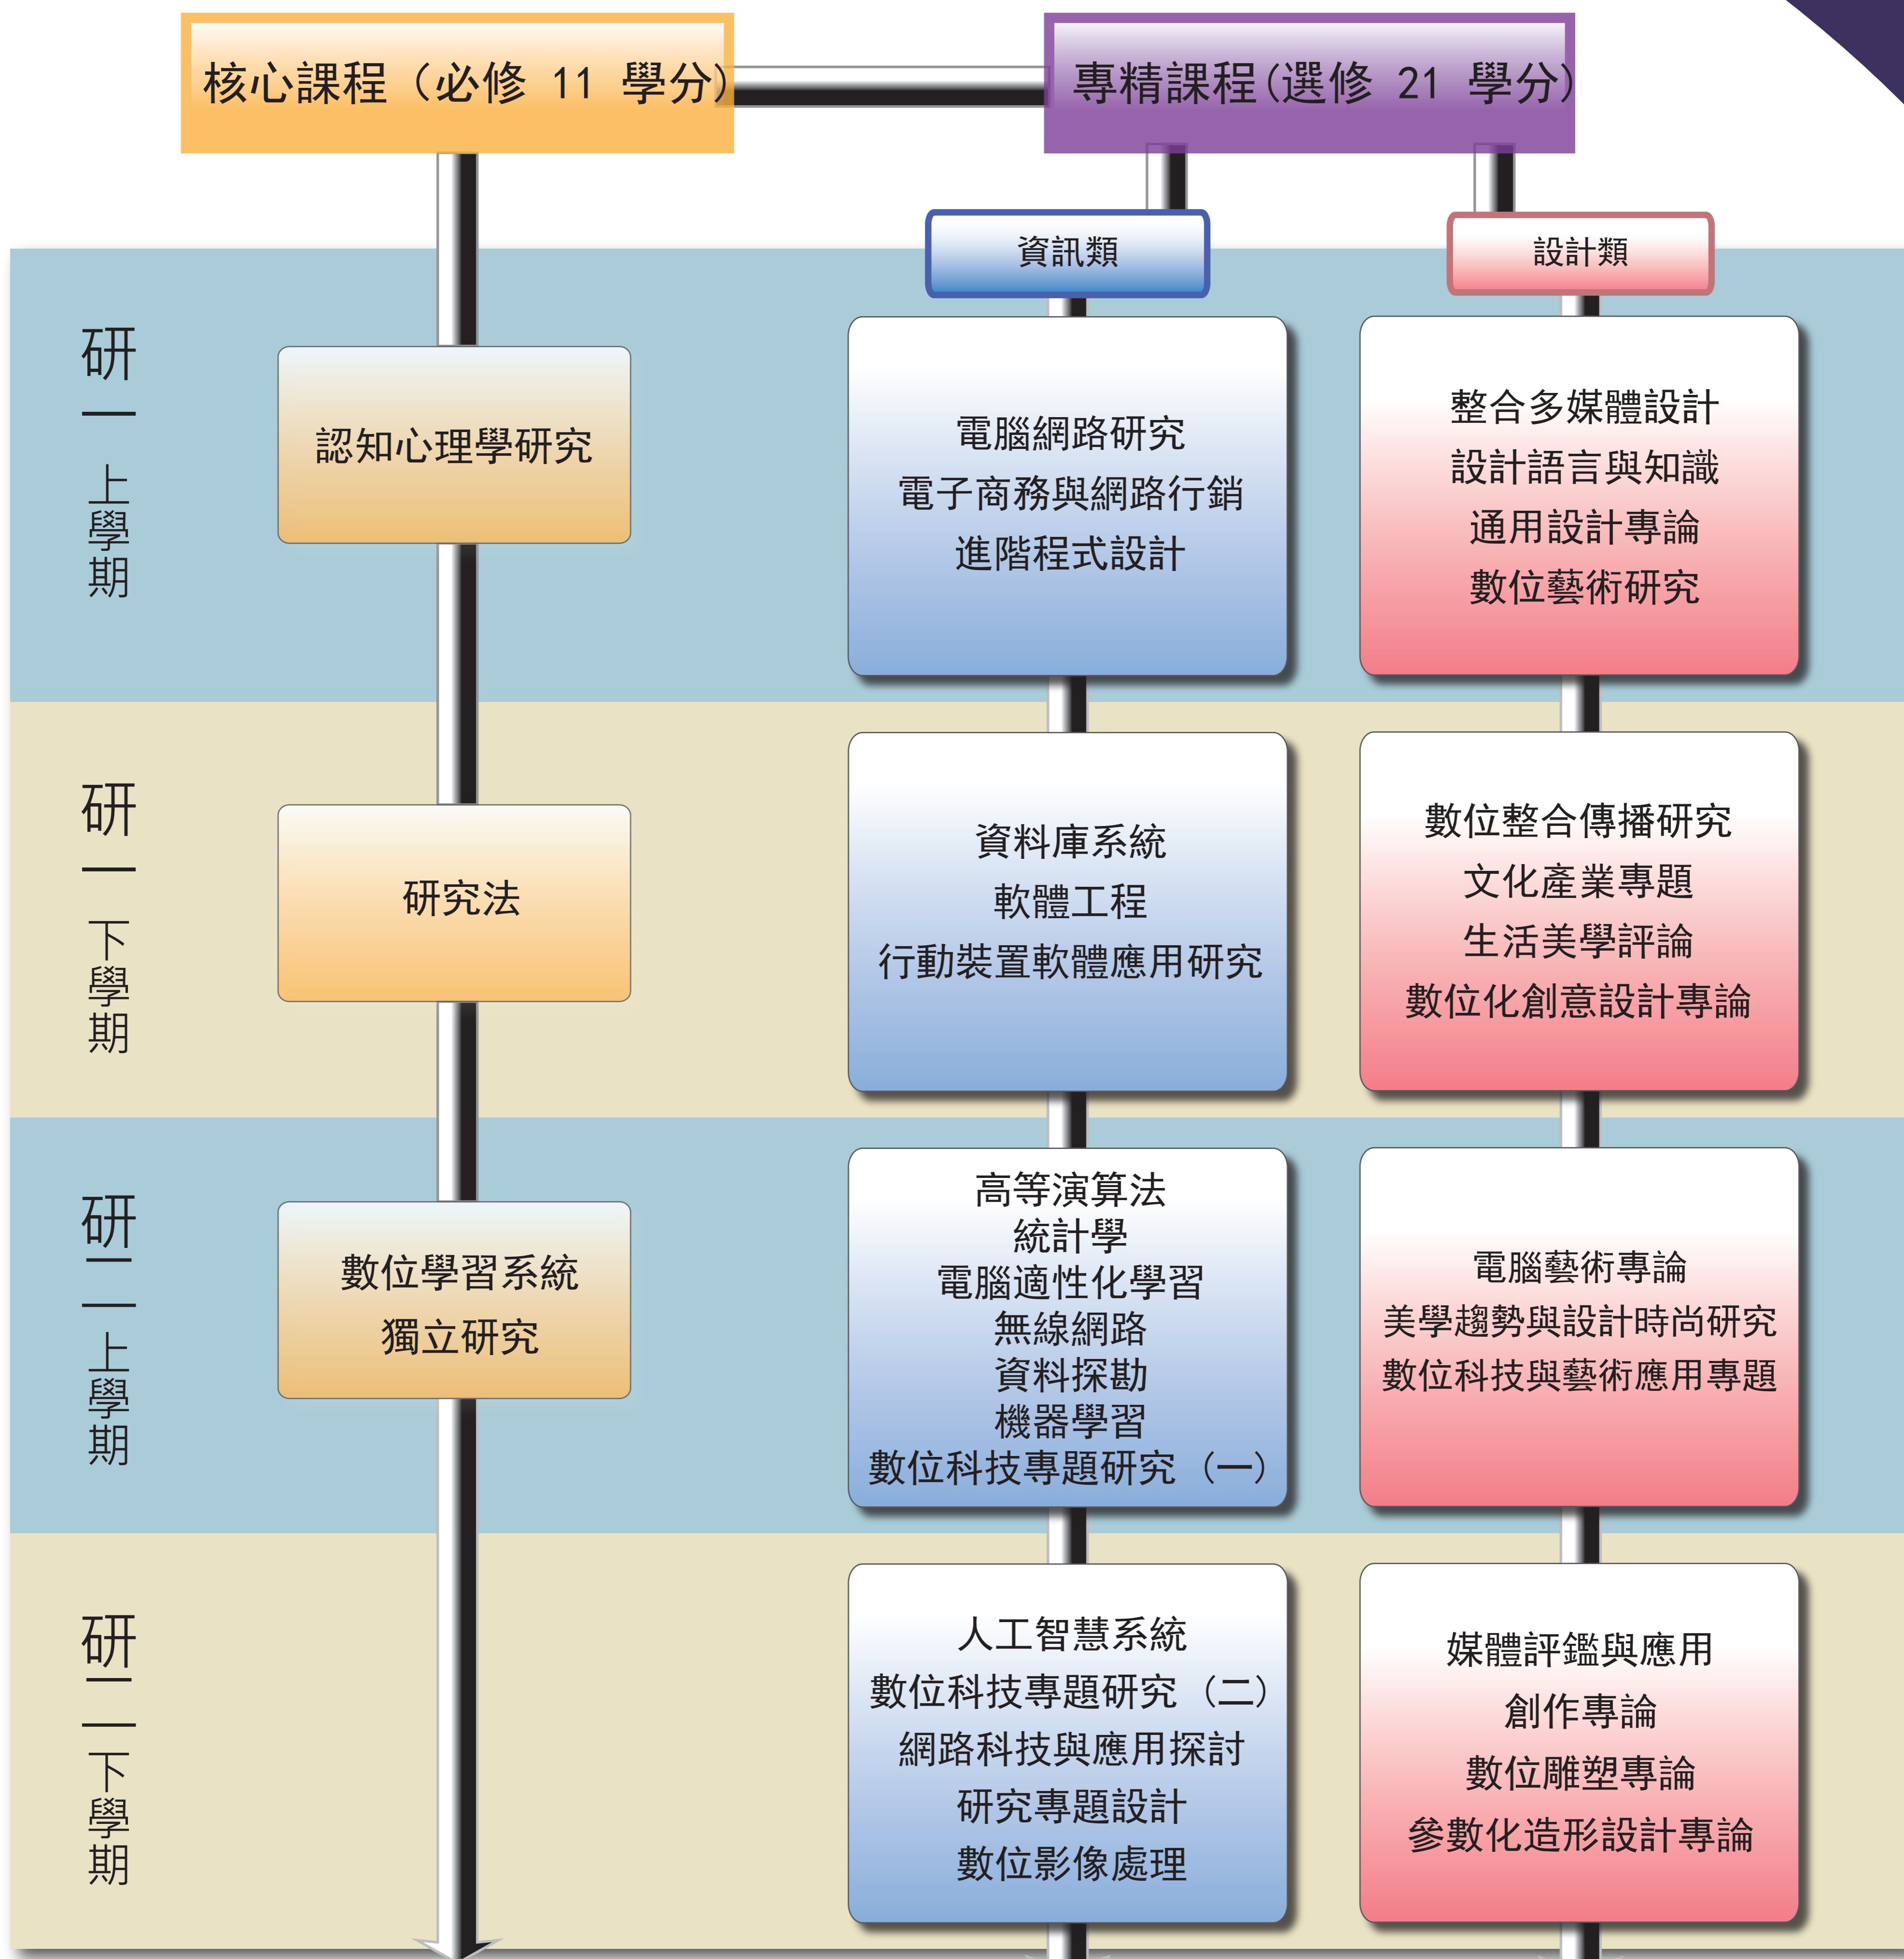 核心課程（必修 11 學分）
專精課程(選修 21 學分)
資訊類
設計類
研一上學期
認知心理學研究
電腦網路研究
電子商務與網路行銷
進階程式設計
整合多媒體設計
設計語言與知識
通用設計專論
數位藝術研究
研一下學期
研究法
資料庫系統
軟體工程
行動裝置軟體應用研究
數位整合傳播研究
文化產業專題
生活美學評論
數位化創意設計專論
研二上學期
數位學習系統
獨立研究
高等演算法
統計學
電腦適性化學習
無線網路
資料探勘
機器學習
數位科技專題研究（一）
電腦藝術專論
美學趨勢與設計時尚研究
數位科技與藝術應用專題
研二下學期
人工智慧系統
數位科技專題研究（二）
網路科技與應用探討
研究專題設計
數位影像處理
媒體評鑑與應用
創作專論
數位雕塑專論
參數化造形設計專論